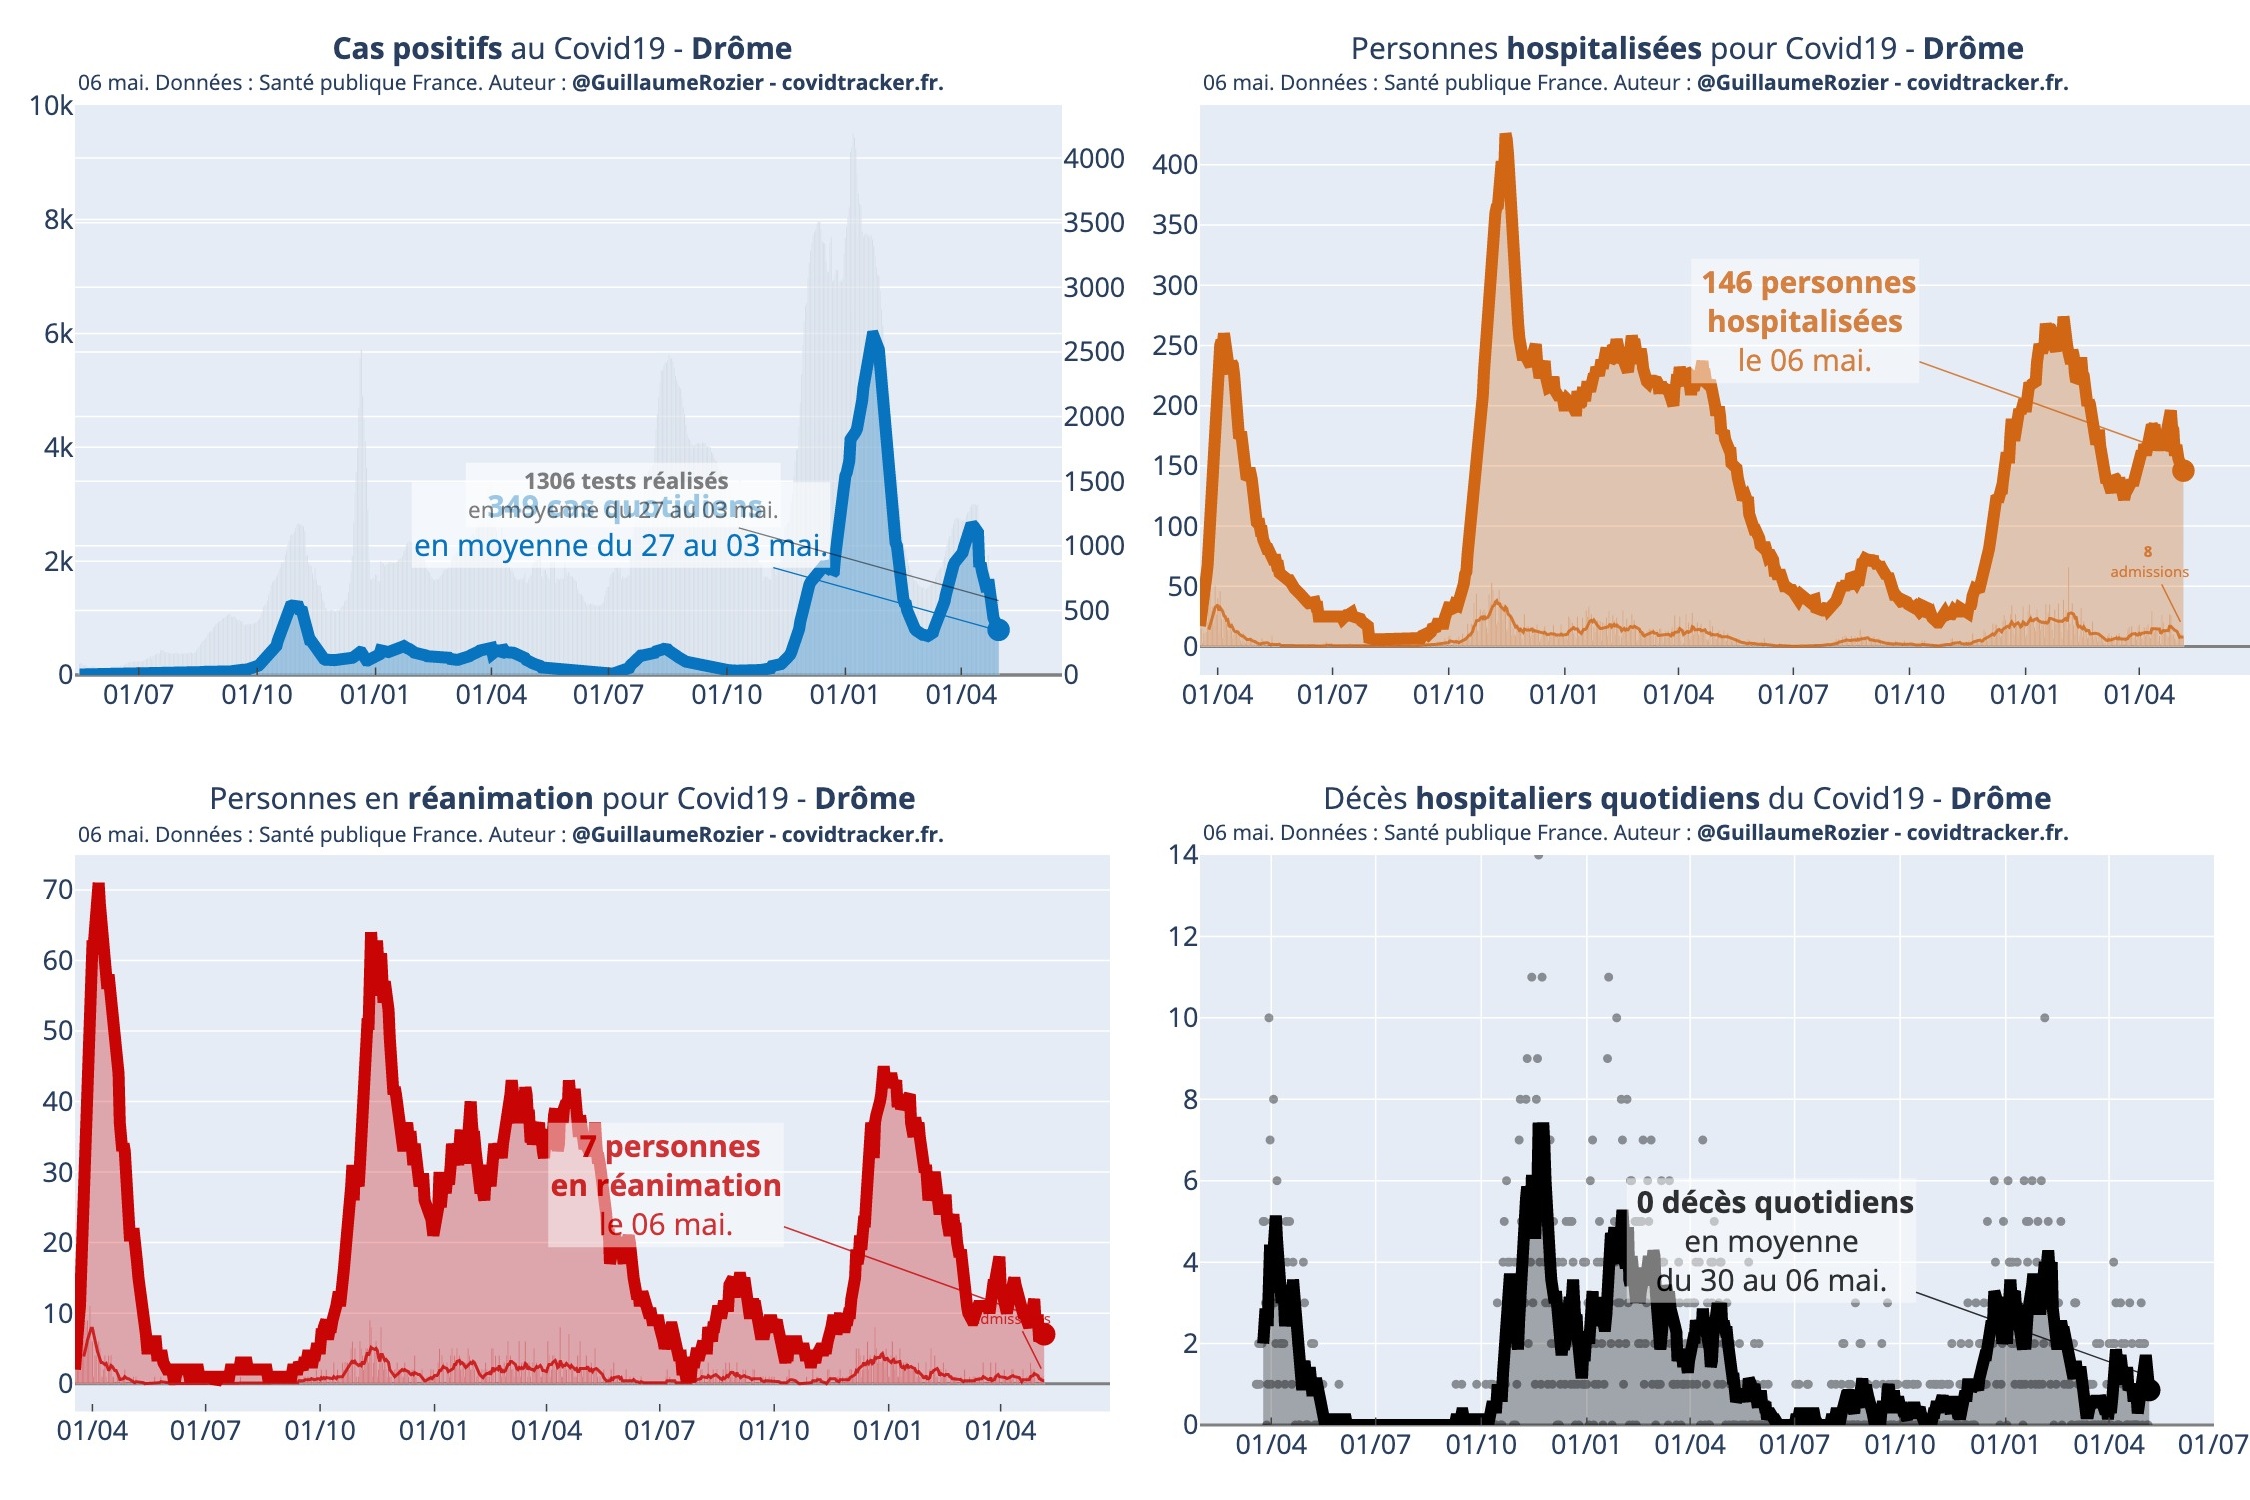 Cas positifs au Covid19 - Drôme
06 mai. Données : Santé publique France. Auteur : @GuillaumeRozier - covidtracker.fr.
10k
8k
6k
4k
2k
0
4000
3500
3000
2500
2000
1500
1000
500
0
1306 tests réalisés
en moyenne du 27 au 03 mai.
349 cas quotidiens
en moyenne du 27 au 03 mai.
01/07 01/10 01/01 01/04 01/07 01/10 01/01 01/04
Personnes hospitalisées pour Covid19 - Drôme
06 mai. Données : Santé publique France. Auteur : @GuillaumeRozier - covidtracker.fr.
400
350
300
250
200
150
100
50
0
146 personnes
hospitalisées
le 06 mai.
8
admissions
01/04 01/07 01/10 01/01 01/04 01/07 01/10 01/01 01/04
Personnes en réanimation pour Covid19 - Drôme
06 mai. Données : Santé publique France. Auteur : @GuillaumeRozier - covidtracker.fr.
70
60
50
40
30
20
10
0
7 personnes
en réanimation
le 06 mai.
admissions
01/04 01/07 01/10 01/01 01/04 01/07 01/10 01/01 01/04
Décès hospitaliers quotidiens du Covid19 - Drôme
06 mai. Données : Santé publique France. Auteur : @GuillaumeRozier - covidtracker.fr.
14
12
10
8
6
4
2
0
0 décès quotidiens
en moyenne
du 30 au 06 mai.
01/04 01/07 01/10 01/01 01/04 01/07 01/10 01/01 01/04 01/07